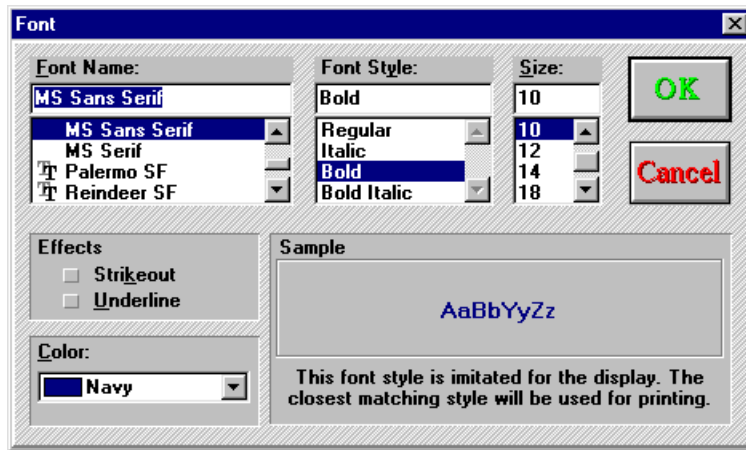 Font
Font Name:
MS Sans Serif
MS Sans Serif
MS Serif
Palermo SF
Reindeer SF
Font Style:
Bold
Regular
Italic
Bold
Bold Italic
Size:
10
10
12
14
18
OK
Cancel
Effects
Strikeout
Underline
Color:
Navy
Sample
AaBbYyZz
This font style is imitated for the display. The
closest matching style will be used for printing.